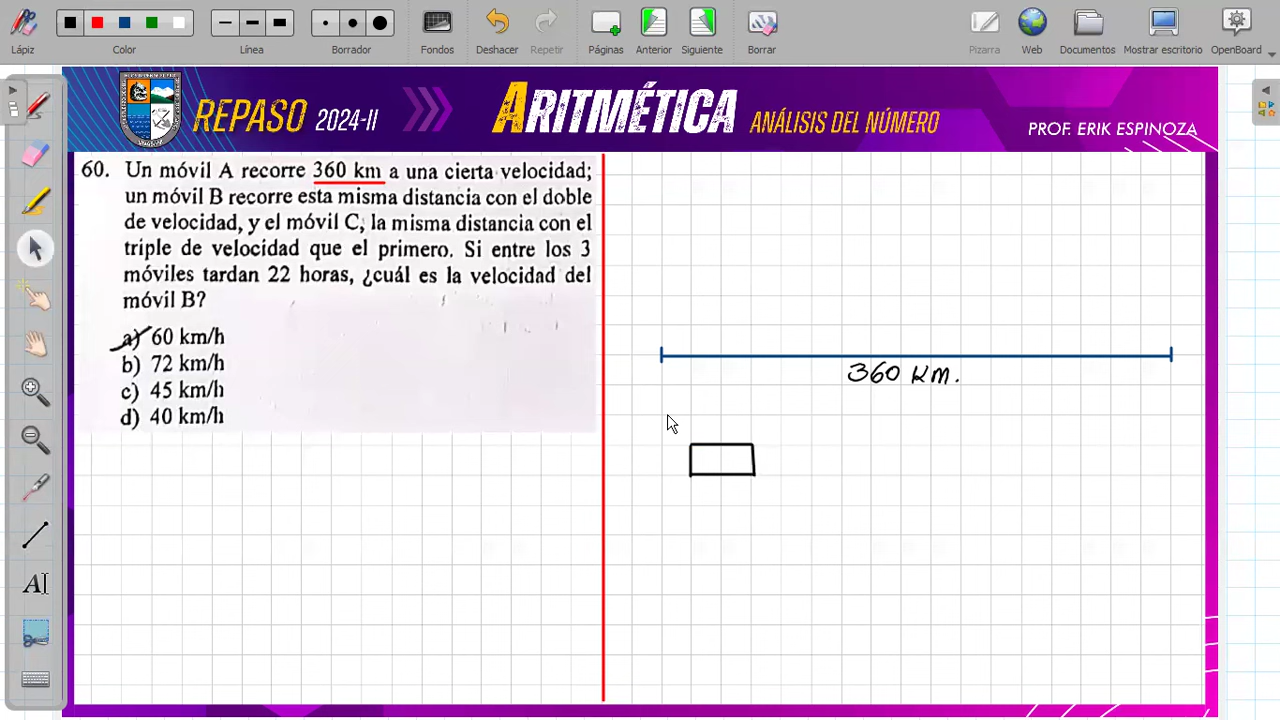 Lápiz
Color
Línea
Borrador
Fondos
Deshacer
Repetir
Páginas
Anterior
Siguiente
Borrar
Pizarra
Web
Documentos
Mostrar escritorio
OpenBoard
REPASO 2024-II
ARITMÉTICA
ANÁLISIS DEL NÚMERO
PROF. ERIK ESPINOZA
60. Un móvil A recorre 360 km a una cierta velocidad;
un móvil B recorre esta misma distancia con el doble
de velocidad, y el móvil C, la misma distancia con el
triple de velocidad que el primero. Si entre los 3
móviles tardan 22 horas, ¿cuál es la velocidad del
móvil B?
a) 60 km/h
b) 72 km/h
c) 45 km/h
d) 40 km/h
360 km.